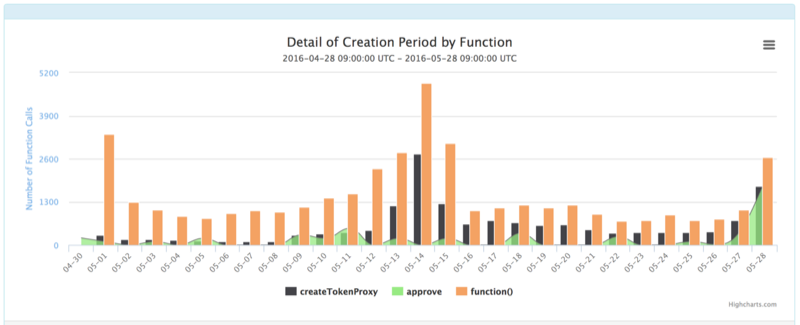 Detail of Creation Period by Function
2016-04-28 09:00:00 UTC - 2016-05-28 09:00:00 UTC
Number of Function Calls
5200
3900
2600
1300
0
04-30 05-01 05-02 05-03 05-04 05-05 05-06 05-07 05-08 05-09 05-10 05-11 05-12 05-13 05-14 05-15 05-16 05-17 05-18 05-19 05-20 05-21 05-22 05-23 05-24 05-25 05-26 05-27 05-28
createTokenProxy approve function()
Highcharts.com